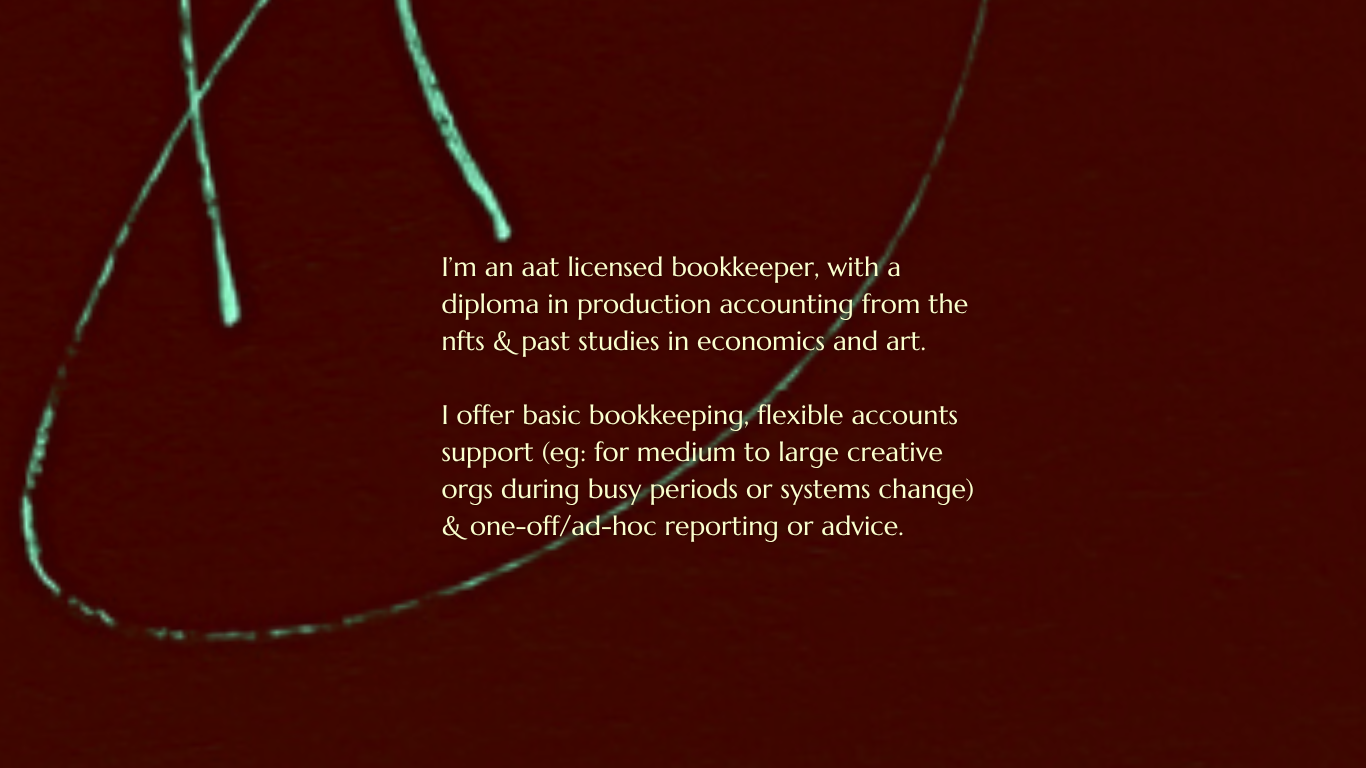 I'm an aat licensed bookkeeper, with a
diploma in production accounting from the
nfts & past studies in economics and art.
I offer basic bookkeeping, flexible accounts
support (eg: for medium to large creative
orgs during busy periods or systems change)
& one-off/ad-hoc reporting or advice.